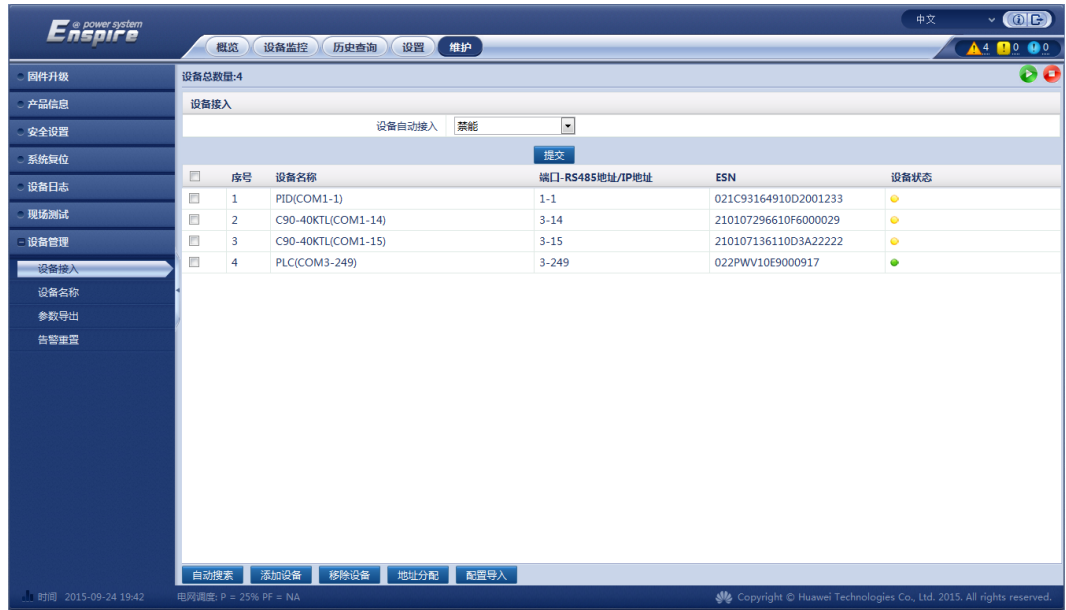 Enspire @ power system
中文
概览 设备监控 历史查询 设置 维护
4 0 0
固件升级
产品信息
安全设置
系统复位
设备日志
现场测试
设备管理
设备接入
设备名称
参数导出
告警重置
设备总数量:4
设备接入
设备自动接入 禁能
提交
序号 设备名称 端口-RS485地址/IP地址 ESN 设备状态
1 PID(COM1-1) 1-1 021C93164910D2001233
2 C90-40KTL(COM1-14) 3-14 210107296610F6000029
3 C90-40KTL(COM1-15) 3-15 210107136110D3A22222
4 PLC(COM3-249) 3-249 022PWV10E9000917
自动搜索 添加设备 移除设备 地址分配 配置导入
时间 2015-09-24 19:42 电网调度: P = 25% PF = NA Copyright © Huawei Technologies Co., Ltd. 2015. All rights reserved.